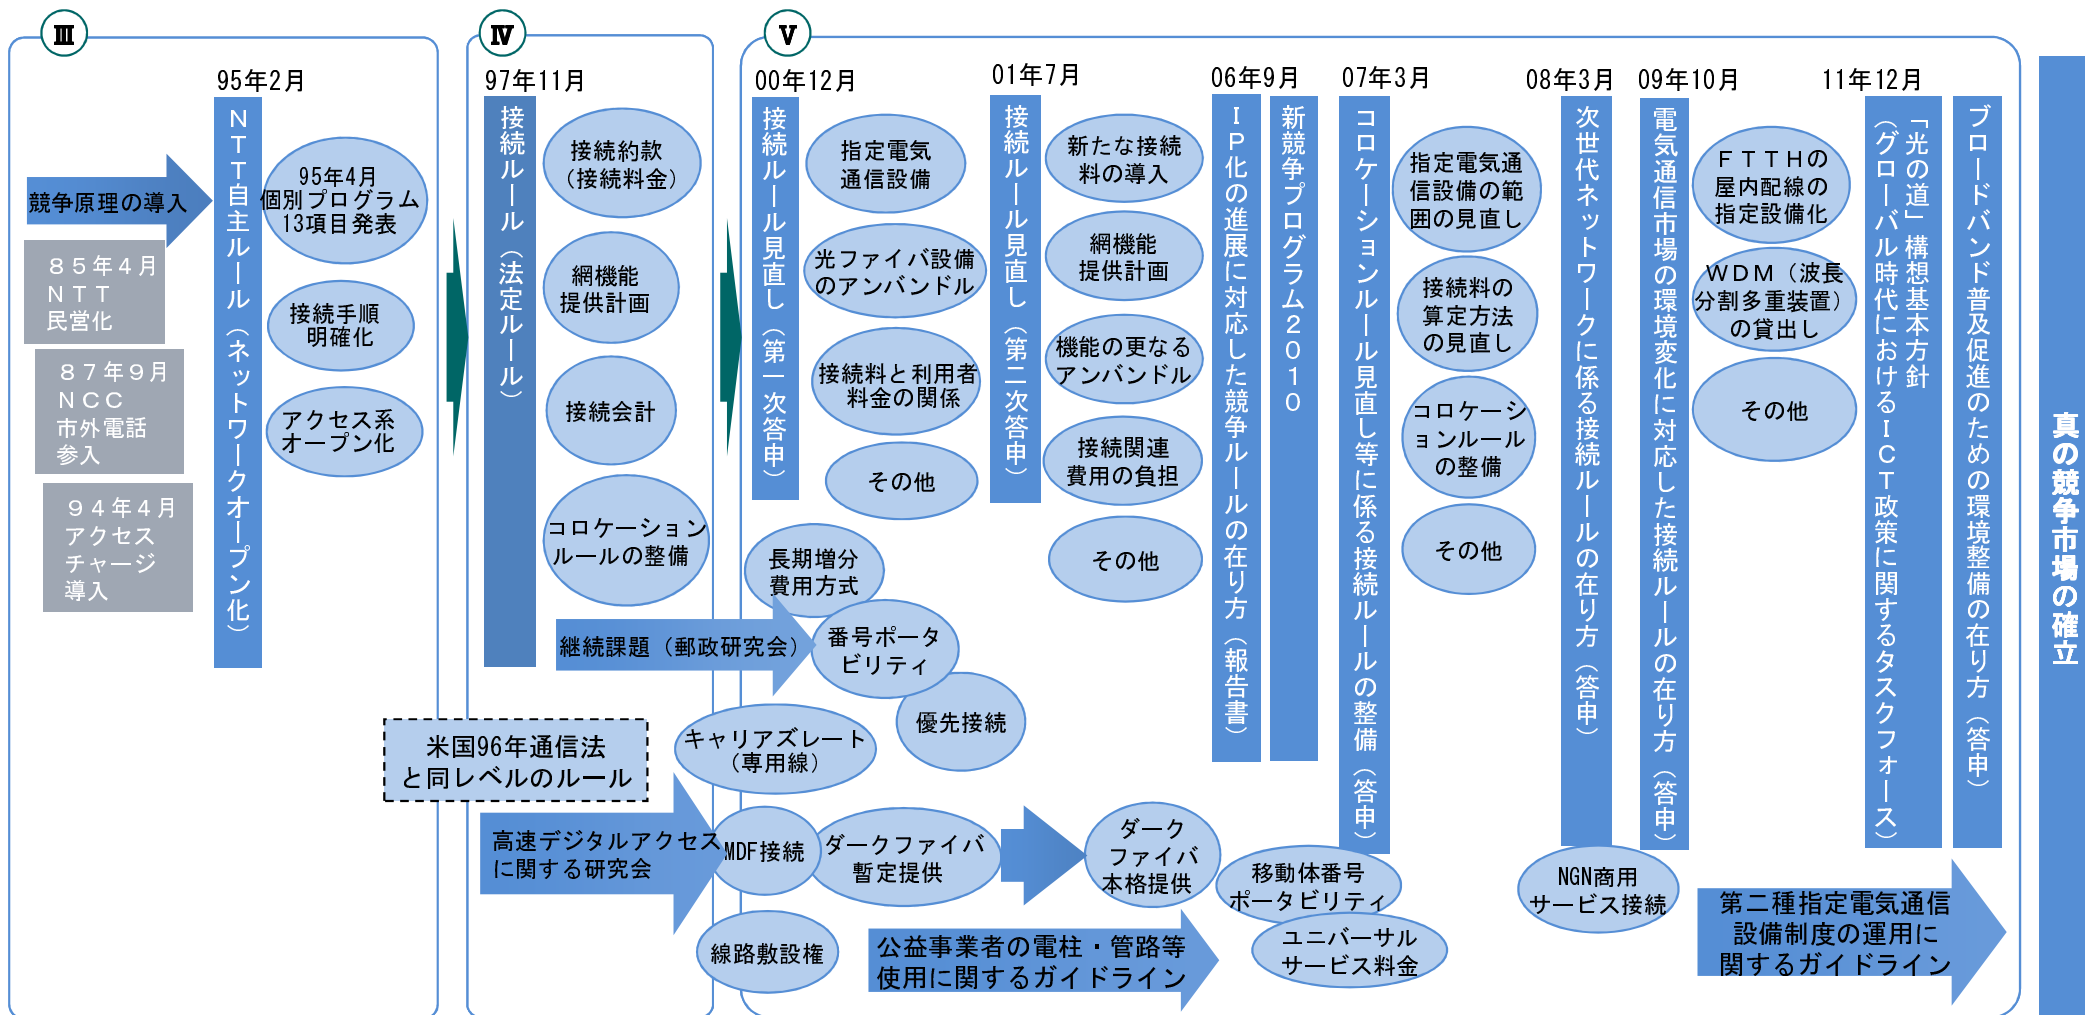 Ⅲ
95年2月
競争原理の導入
85年4月
NTT
民営化
87年9月
NCC
市外電話
参入
94年4月
アクセス
チャージ
導入
NTT自主ルール（ネットワークオープン化）
95年4月
個別プログラム
13項目発表
接続手順
明確化
アクセス系
オープン化
Ⅳ
97年11月
接続ルール（法定ルール）
接続約款
（接続料金）
網機能
提供計画
接続会計
コロケーション
ルールの整備
継続課題（郵政研究会）
米国96年通信法
と同レベルのルール
高速デジタルアクセス
に関する研究会
Ⅴ
00年12月
接続ルール見直し（第一次答申）
指定電気
通信設備
光ファイバ設備
のアンバンドル
接続料と利用者
料金の関係
その他
長期増分
費用方式
番号ポータ
ビリティ
優先接続
キャリアズレート
（専用線）
MDF接続
ダークファイバ
暫定提供
線路敷設権
01年7月
接続ルール見直し（第二次答申）
新たな接続
料の導入
網機能
提供計画
機能の更なる
アンバンドル
接続関連
費用の負担
その他
ダーク
ファイバ
本格提供
公益事業者の電柱・管路等
使用に関するガイドライン
06年9月
IP化の進展に対応した競争ルールの在り方（報告書）
新競争プログラム2010
移動体番号
ポータビリティ
ユニバーサル
サービス料金
07年3月
コロケーションルール見直し等に係る接続ルールの整備（答申）
指定電気通
信設備の範
囲の見直し
接続料の
算定方法
の見直し
コロケーシ
ョンルール
の整備
その他
08年3月
次世代ネットワークに係る接続ルールの在り方（答申）
NGN商用
サービス接続
09年10月
電気通信市場の環境変化に対応した接続ルールの在り方（答申）
FTTHの
屋内配線の
指定設備化
WDM（波長
分割多重装置）
の貸出し
その他
第二種指定電気通信
設備制度の運用に
関するガイドライン
11年12月
「光の道」構想基本方針
（グローバル時代におけるICT政策に関するタスクフォース）
ブロードバンド普及促進のための環境整備の在り方（答申）
真の競争市場の確立